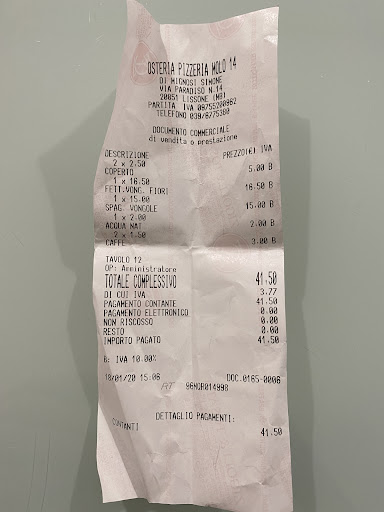 OSTERIA PIZZERIA MOLO 14
DI MIGNOSI SIMONE
VIA PARADISO N.14
20851 LISSONE (MB)
PARTITA IVA 09755200962
TELEFONO 039/6275360
DOCUMENTO COMMERCIALE
di vendita o prestazione
DESCRIZIONE PREZZO(€) IVA
2 x 2.50
COPERTO 5.00 B
1 x 16.50
FETT.VONG. FIORI 16.50 B
1 x 15.00
SPAG. VONGOLE 15.00 B
1 x 2.00
ACQUA NAT 2.00 B
2 x 1.50
CAFFE' 3.00 B
TAVOLO 12
OP: Amministratore
TOTALE COMPLESSIVO 41.50
DI CUI IVA 3.77
PAGAMENTO CONTANTE 41.50
PAGAMENTO ELETTRONICO 0.00
NON RISCOSSO 0.00
RESTO 0.00
IMPORTO PAGATO 41.50
B: IVA 10.00%
18/01/20 15:06 DOC.0165-0006
RT
DETTAGLIO PAGAMENTI:
CONTANTI 41.50